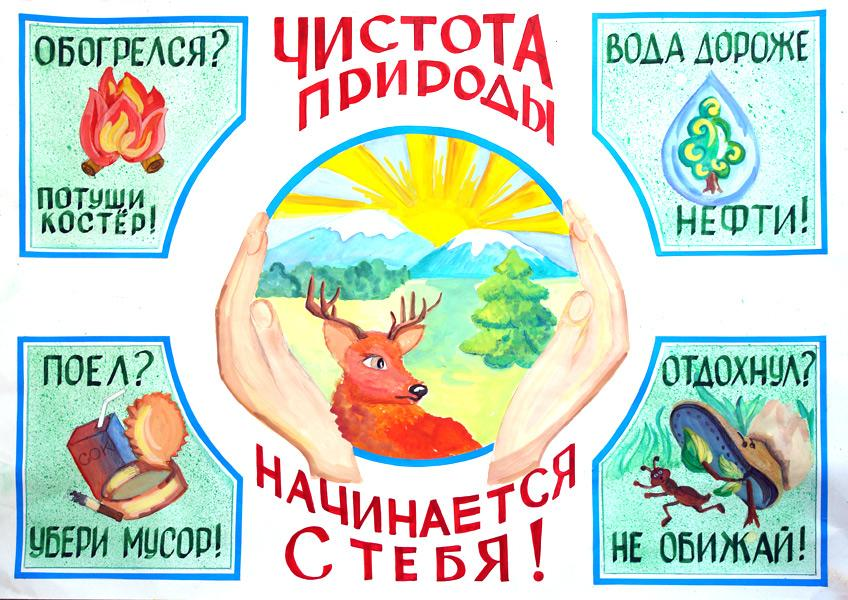 ЧИСТОТА
ПРИРОДЫ
НАЧИНАЕТСЯ
С ТЕБЯ!
ОБОГРЕЛСЯ?
ПОТУШИ
КОСТЁР!
ВОДА ДОРОЖЕ
НЕФТИ!
ПОЕЛ?
СОК
УБЕРИ МУСОР!
ОТДОХНУЛ?
НЕ ОБИЖАЙ!